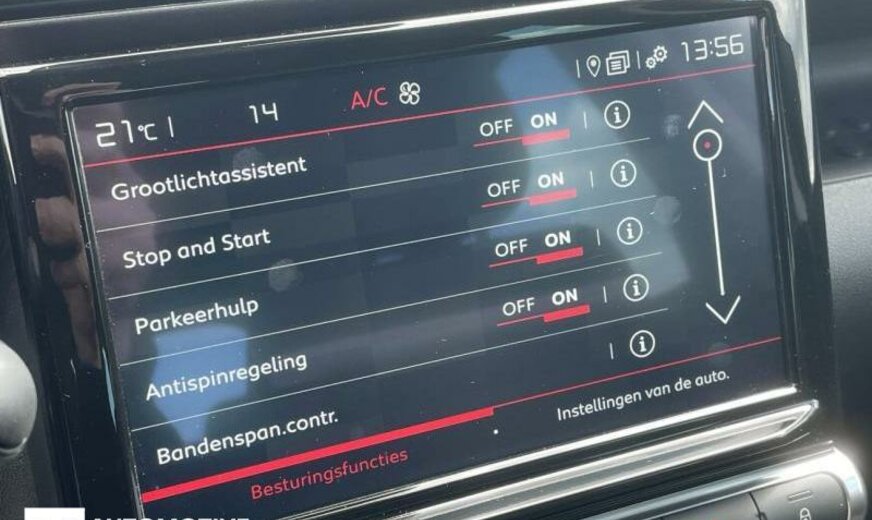 21°C 14 A/C 13:56
Grootlichtassistent OFF ON i
Stop and Start OFF ON i
Parkeerhulp OFF ON i
Antispinregeling OFF ON i
Bandenspan.contr. i
Besturingsfuncties Instellingen van de auto.
AUTOMOTIVE